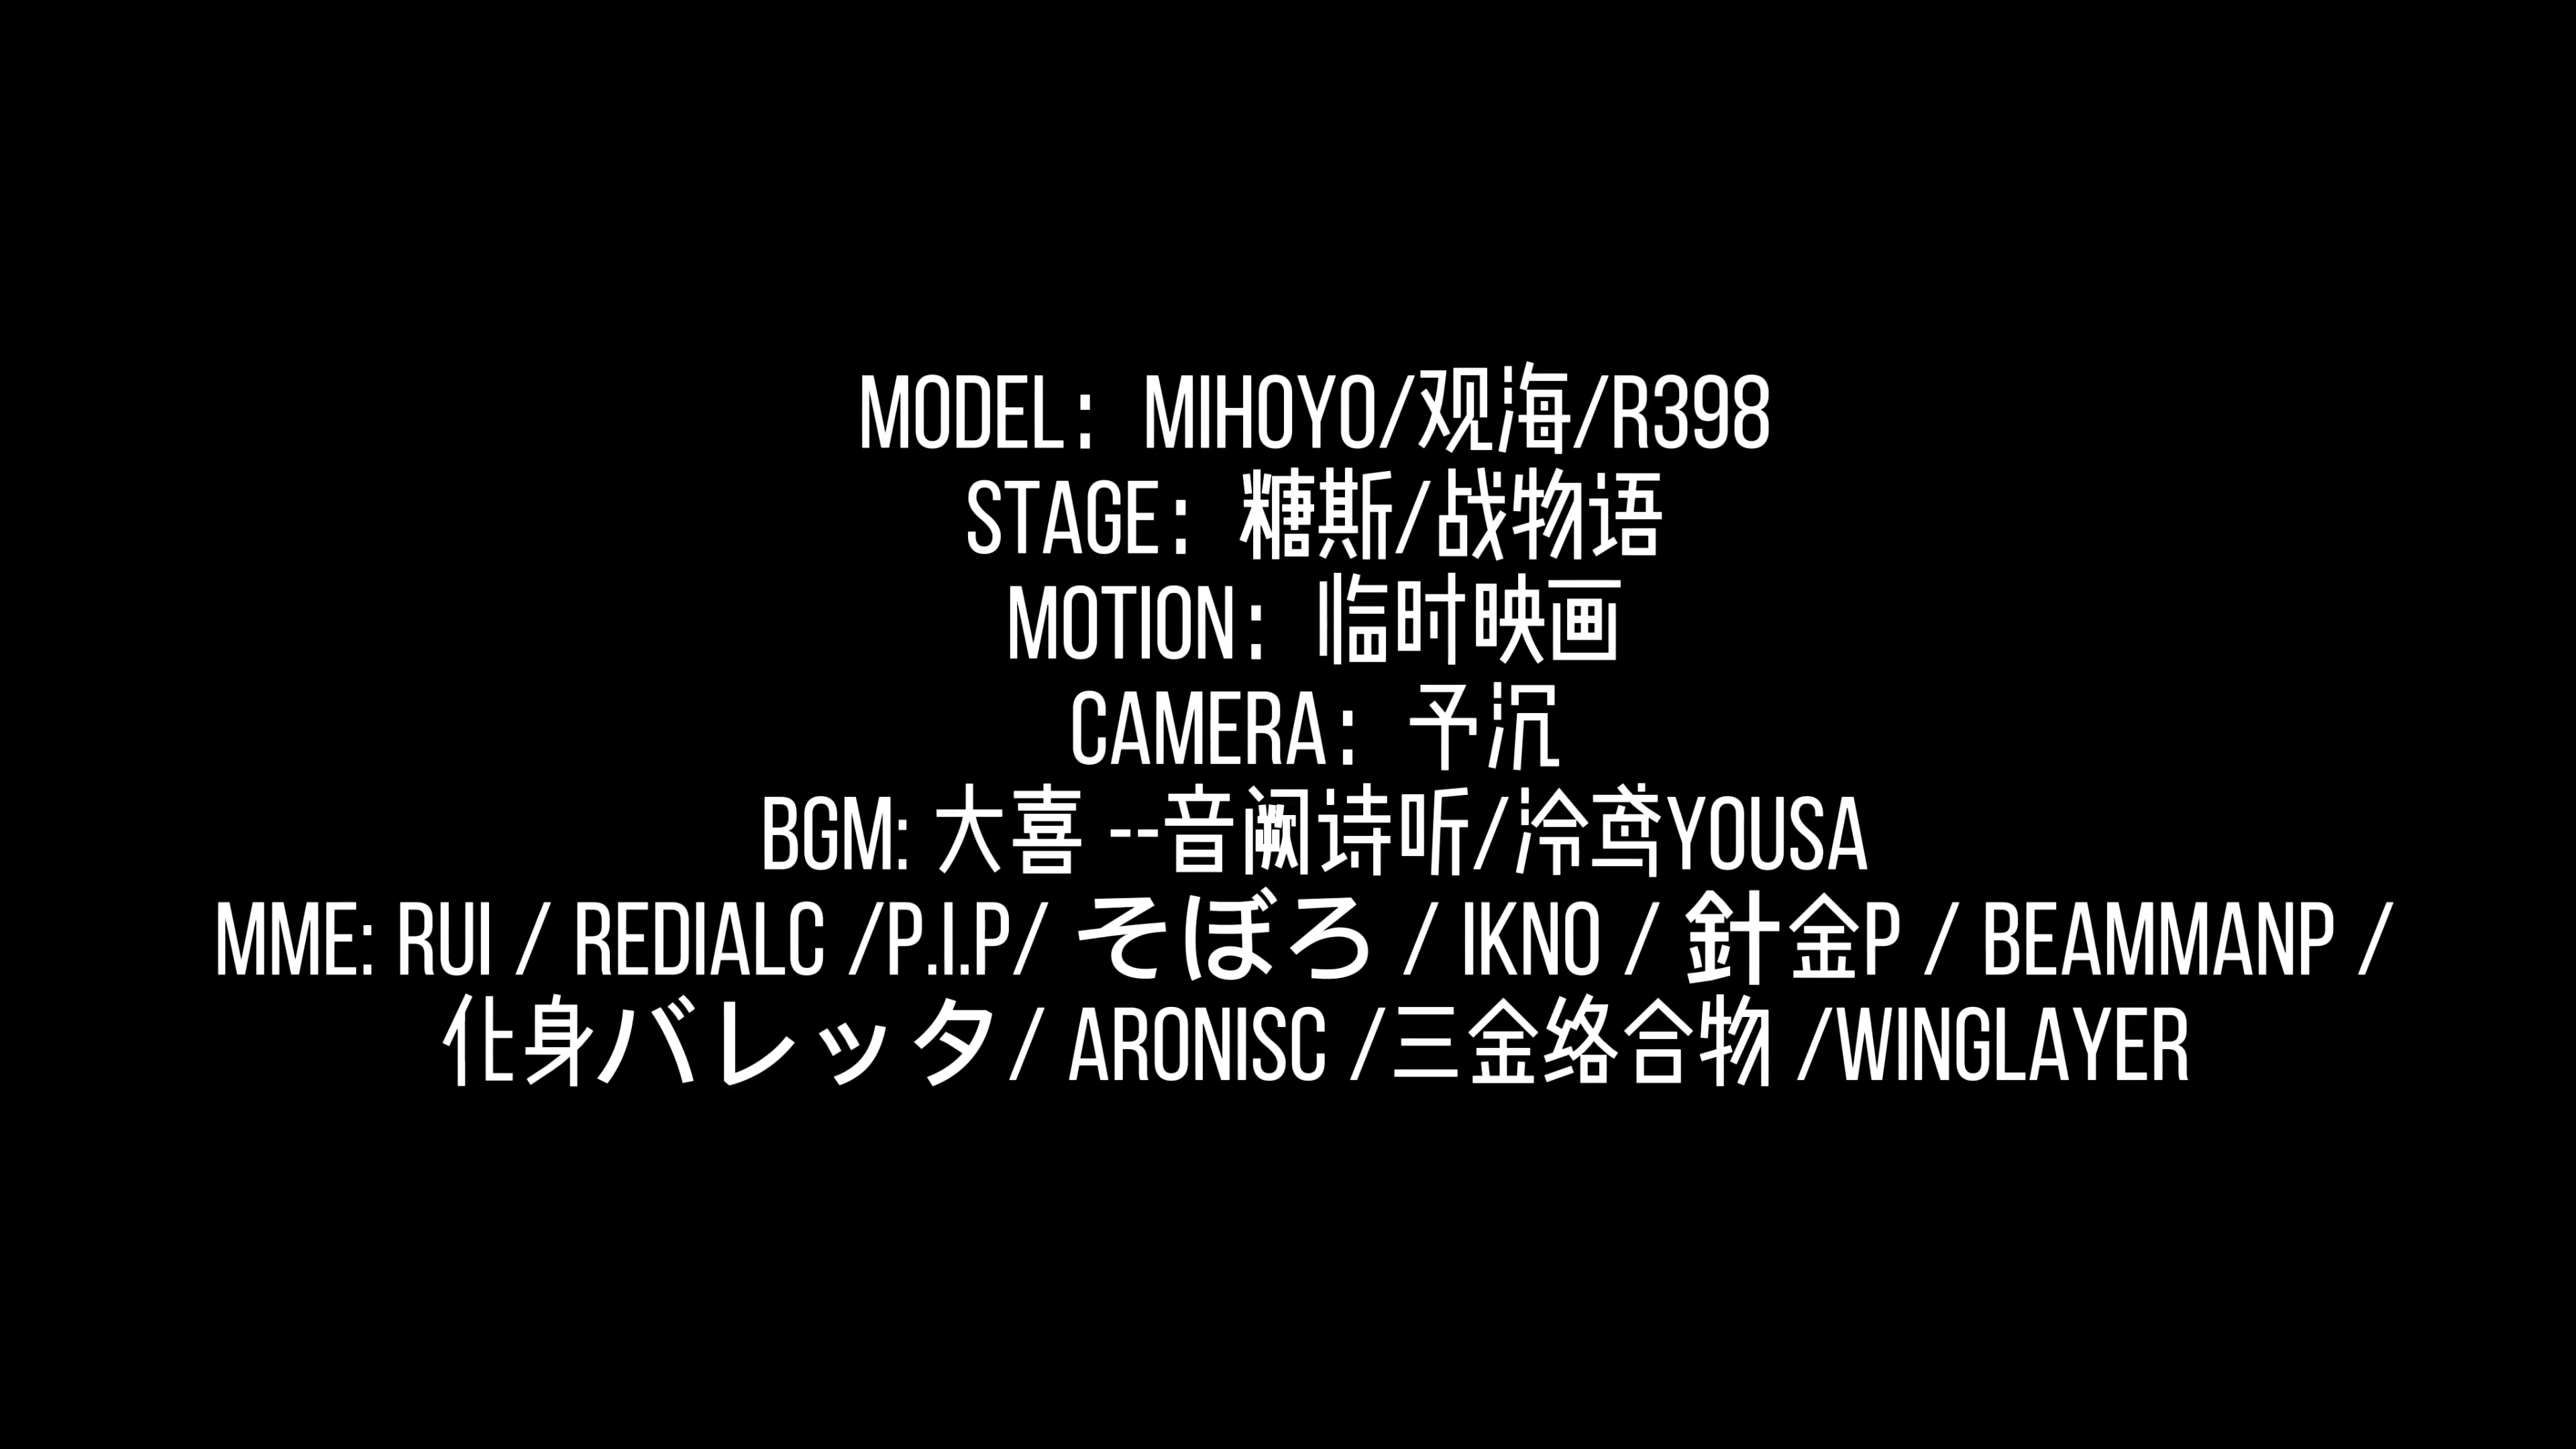 MODEL：MIHOYO/观海/R398
STAGE：糖斯/战物语
MOTION：临时映画
CAMERA：予沉
BGM: 大喜 --音阙诗听/泠鸢YOUSA
MME: RUI / REDIALC /P.I.P/ そぼろ / IKNO / 針金P / BEAMMANP /
化身バレッタ/ ARONISC /三金络合物 /WINGLAYER